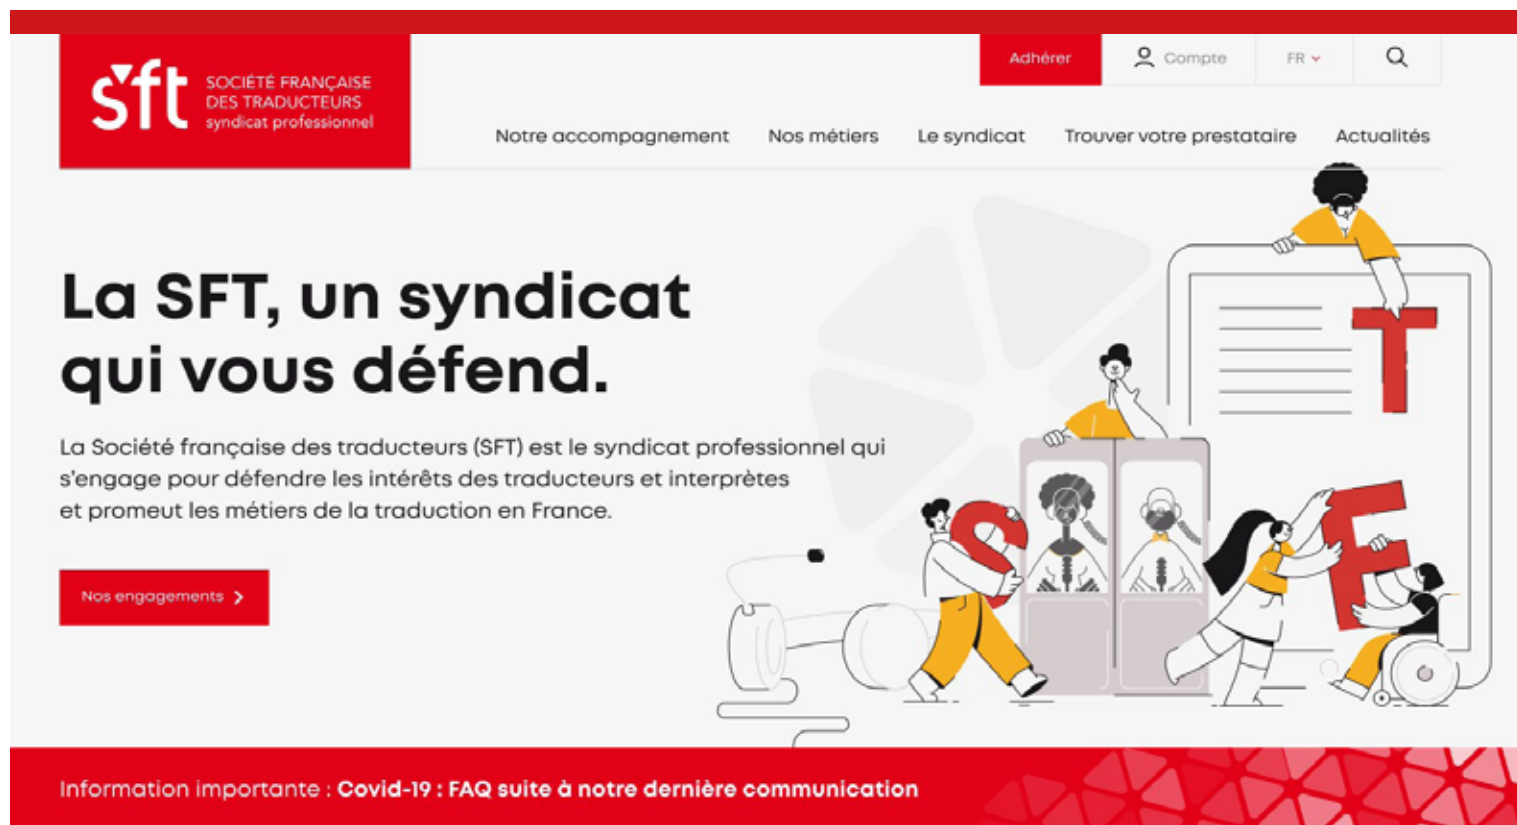 sft
SOCIÉTÉ FRANÇAISE
DES TRADUCTEURS
syndicat professionnel
Adhérer
Compte
FR
Notre accompagnement
Nos métiers
Le syndicat
Trouver votre prestataire
Actualités
La SFT, un syndicat
qui vous défend.
La Société française des traducteurs (SFT) est le syndicat professionnel qui
s'engage pour défendre les intérêts des traducteurs et interprètes
et promeut les métiers de la traduction en France.
Nos engagements
T
S
F
Information importante : Covid-19 : FAQ suite à notre dernière communication